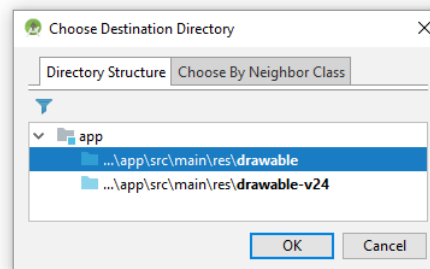 Choose Destination Directory
Directory Structure Choose By Neighbor Class
app
...\app\src\main\res\drawable
...\app\src\main\res\drawable-v24
OK Cancel